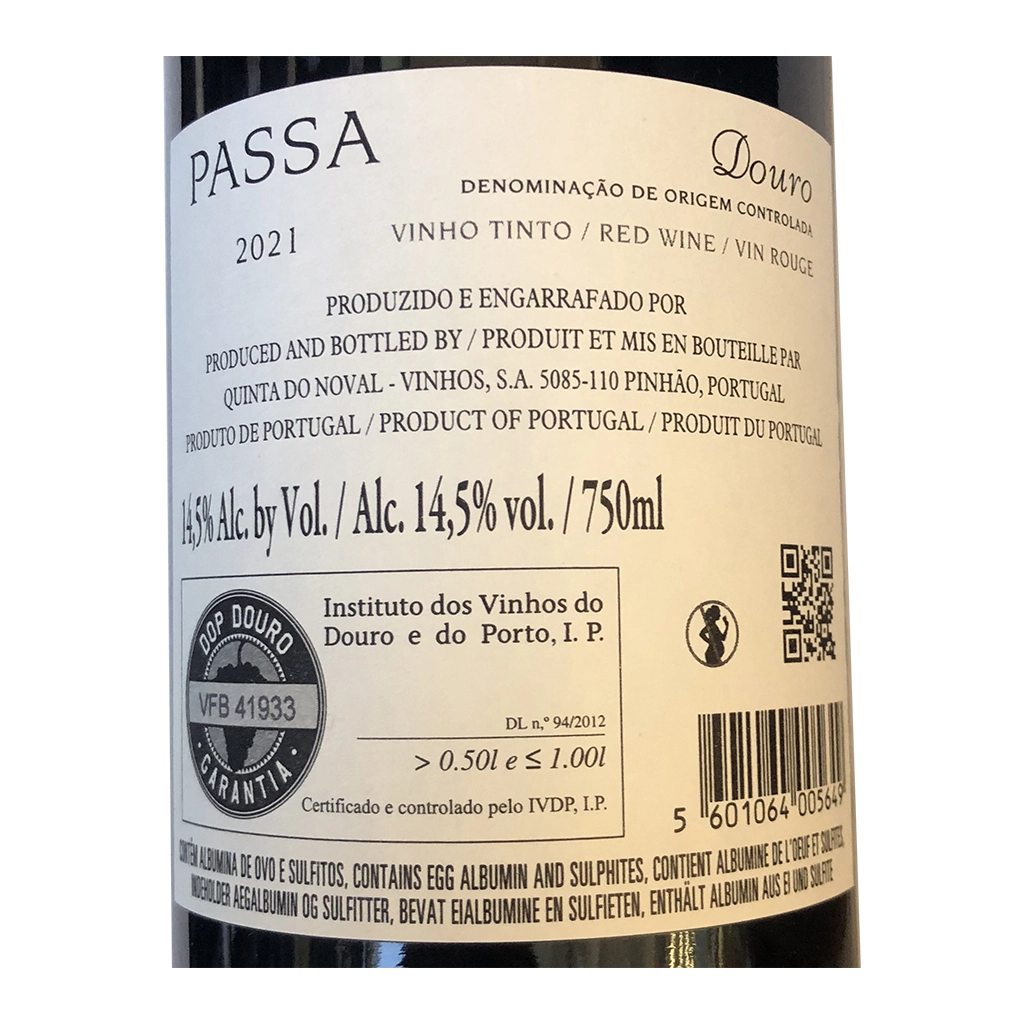 PASSA
Douro
DENOMINAÇÃO DE ORIGEM CONTROLADA
2021
VINHO TINTO / RED WINE / VIN ROUGE
PRODUZIDO E ENGARRAFADO POR
PRODUCED AND BOTTLED BY / PRODUIT ET MIS EN BOUTEILLE PAR
QUINTA DO NOVAL - VINHOS, S.A. 5085-110 PINHÃO, PORTUGAL
PRODUTO DE PORTUGAL / PRODUCT OF PORTUGAL / PRODUIT DU PORTUGAL
14,5% Alc. by Vol. / Alc. 14,5% vol. / 750ml
DOP DOURO
VFB 41933
· GARANTIA ·
Instituto dos Vinhos do
Douro e do Porto, I. P.
DL n,º 94/2012
> 0.50l e ≤ 1.00l
Certificado e controlado pelo IVDP, I.P.
5 601064 005649
CONTÉM ALBUMINA DE OVO E SULFITOS, CONTAINS EGG ALBUMIN AND SULPHITES, CONTIENT ALBUMINE DE L'OEUF ET SULFITES,
INDEHOLDER AEGALBUMIN OG SULFITTER, BEVAT EIALBUMINE EN SULFIETEN, ENTHÄLT ALBUMIN AUS EI UND SULFITE